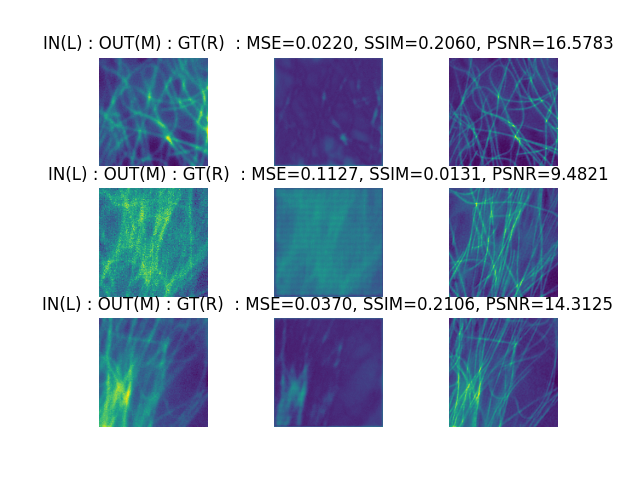 IN(L) : OUT(M) : GT(R)  : MSE=0.0220, SSIM=0.2060, PSNR=16.5783
IN(L) : OUT(M) : GT(R)  : MSE=0.1127, SSIM=0.0131, PSNR=9.4821
IN(L) : OUT(M) : GT(R)  : MSE=0.0370, SSIM=0.2106, PSNR=14.3125